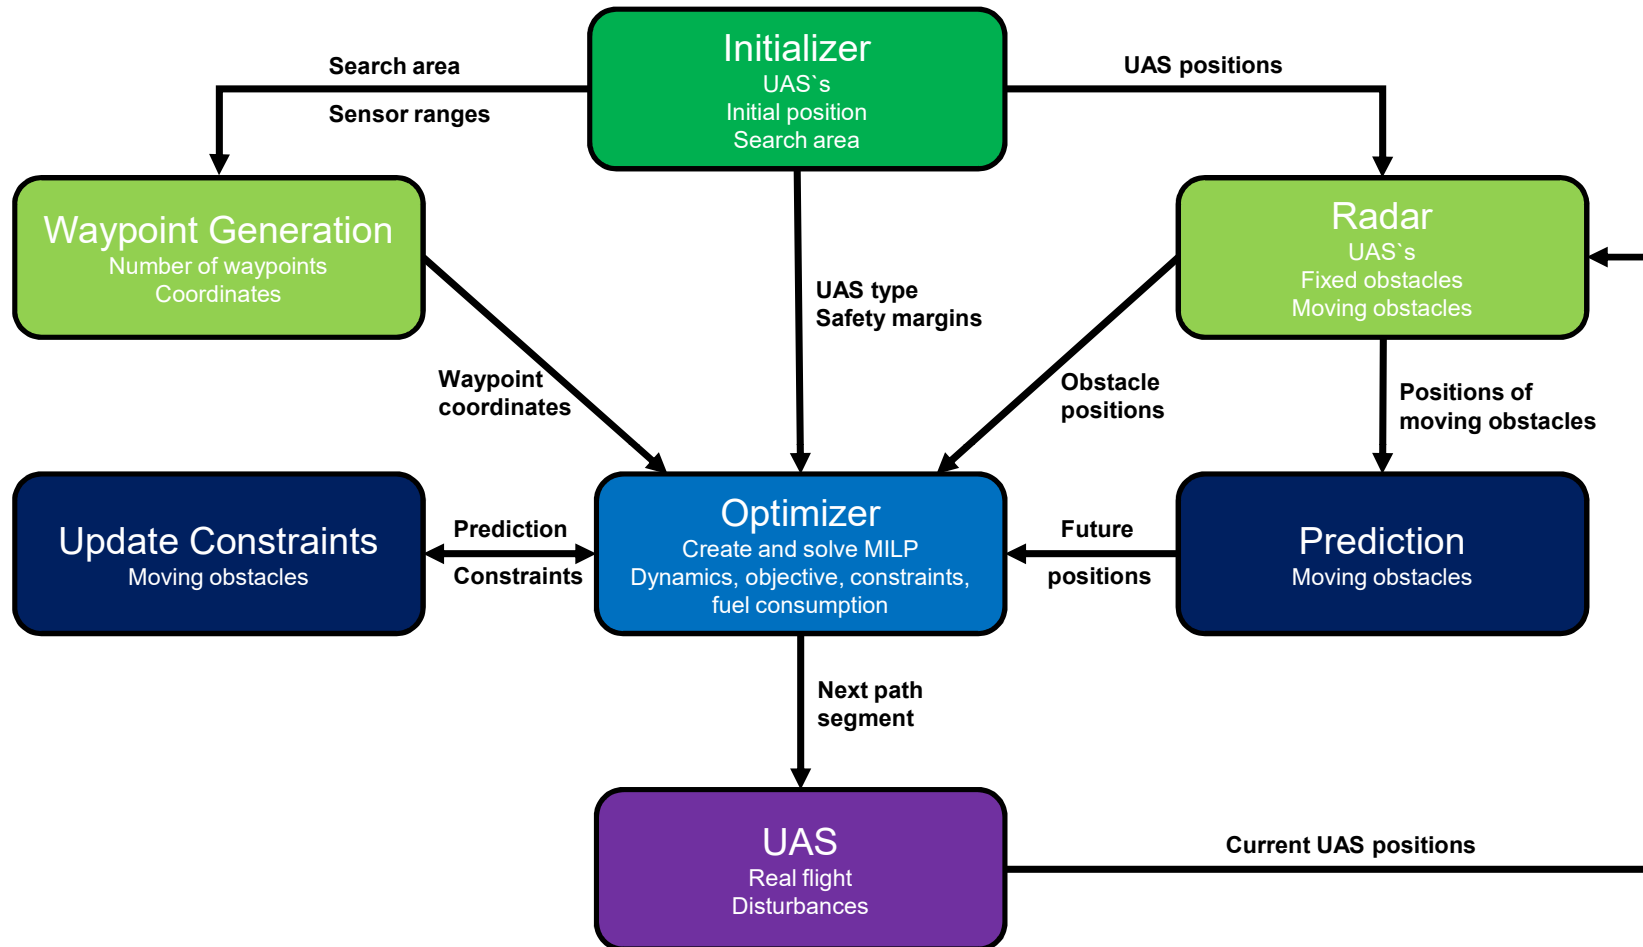 Initializer
UAS`s
Initial position
Search area
Search area
Sensor ranges
UAS positions
Waypoint Generation
Number of waypoints
Coordinates
Radar
UAS`s
Fixed obstacles
Moving obstacles
UAS type
Safety margins
Waypoint
coordinates
Obstacle
positions
Positions of
moving obstacles
Update Constraints
Moving obstacles
Prediction
Constraints
Optimizer
Create and solve MILP
Dynamics, objective, constraints,
fuel consumption
Future
positions
Prediction
Moving obstacles
Next path
segment
UAS
Real flight
Disturbances
Current UAS positions